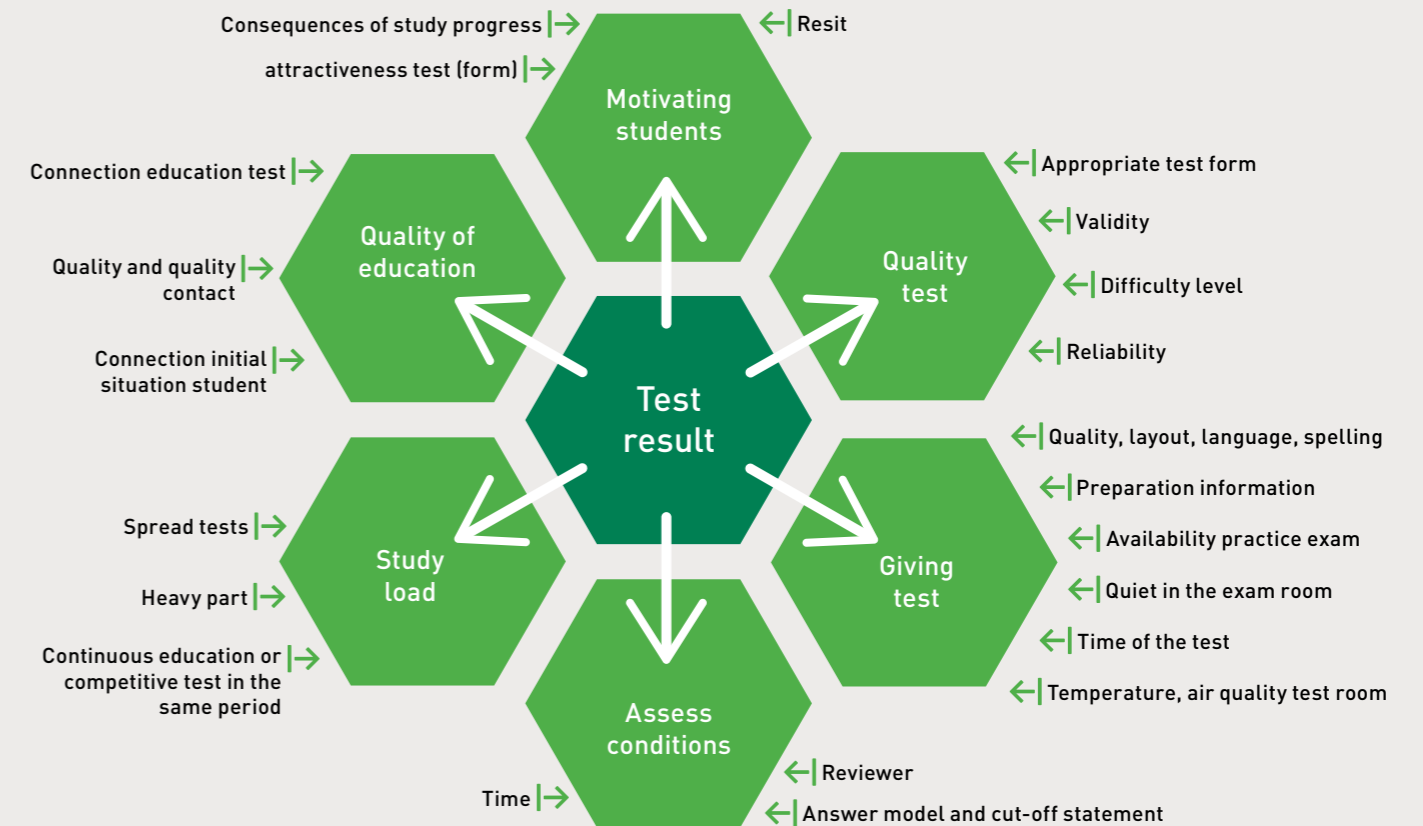 Consequences of study progress
Resit
attractiveness test (form)
Motivating
students
Connection education test
Quality of
education
Quality and quality
contact
Connection initial
situation student
Appropriate test form
Validity
Quality
test
Difficulty level
Reliability
Test
result
Quality, layout, language, spelling
Preparation information
Availability practice exam
Giving
test
Quiet in the exam room
Time of the test
Temperature, air quality test room
Spread tests
Study
load
Heavy part
Continuous education or
competitive test in the
same period
Assess
conditions
Time
Reviewer
Answer model and cut-off statement